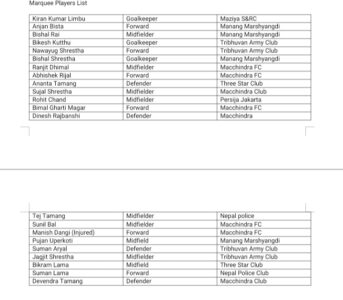 Marquee Players List
Kiran Kumar Limbu Goalkeeper Maziya S&RC
Anjan Bista Forward Manang Marshyangdi
Bishal Rai Midfielder Manang Marshyangdi
Bikesh Kutthu Goalkeeper Tribhuvan Army Club
Nawayug Shrestha Forward Tribhuvan Army Club
Bishal Shrestha Goalkeeper Manang Marshyangdi
Ranjit Dhimal Midfielder Macchindra FC
Abhishek Rijal Forward Macchindra FC
Ananta Tamang Defender Three Star Club
Sujal Shrestha Midfielder Macchindra Club
Rohit Chand Midfielder Persija Jakarta
Bimal Gharti Magar Forward Macchindra FC
Dinesh Rajbanshi Defender Macchindra
Tej Tamang Midfielder Nepal police
Sunil Bal Midfielder Macchindra FC
Manish Dangi (Injured) Forward Macchindra FC
Pujan Uperkoti Midfield Manang Marshyangdi
Suman Aryal Defender Tribhuvan Army Club
Jagjit Shrestha Midfielder Tribhuvan Army Club
Bikram Lama Midfield Three Star Club
Suman Lama Forward Nepal Police Club
Devendra Tamang Defender Macchindra Club